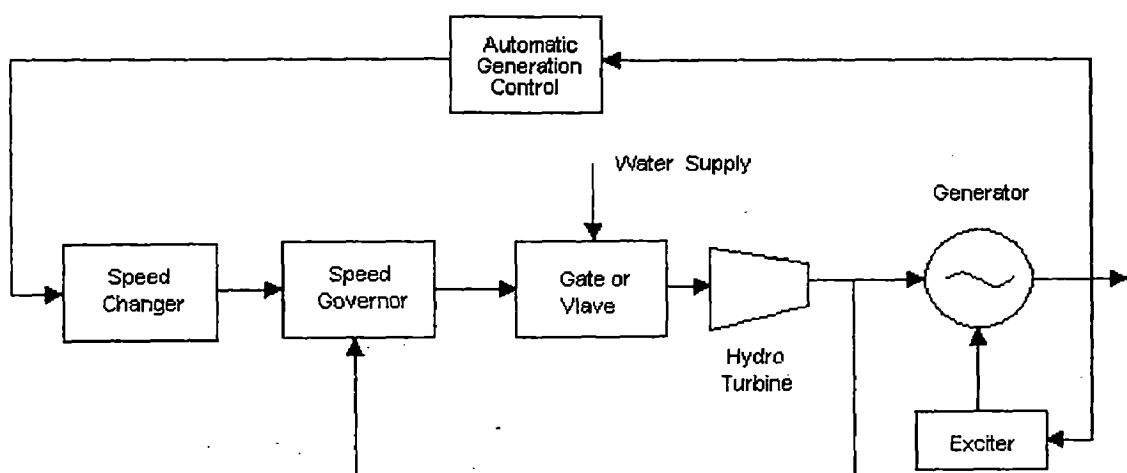 Automatic
Generation
Control
Water Supply
Generator
Speed
Changer
Speed
Governor
Gate or
Vlave
Hydro
Turbine
Exciter